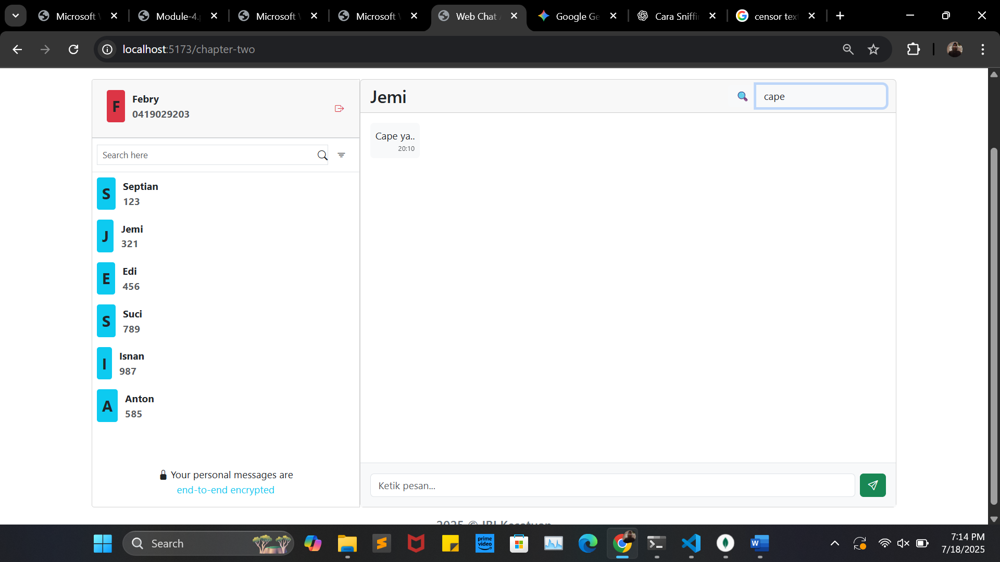 Microsoft
Module-4.
Microsoft
Microsoft
Web Chat
Google Ge
Cara Sniffi
censor tex
localhost:5173/chapter-two
F
Febry
0419029203
Jemi
cape
Search here
Cape ya..
20:10
S
Septian
123
J
Jemi
321
E
Edi
456
S
Suci
789
I
Isnan
987
A
Anton
585
Your personal messages are
end-to-end encrypted
Ketik pesan...
Search
prime
video
W
7:14 PM
7/18/2025